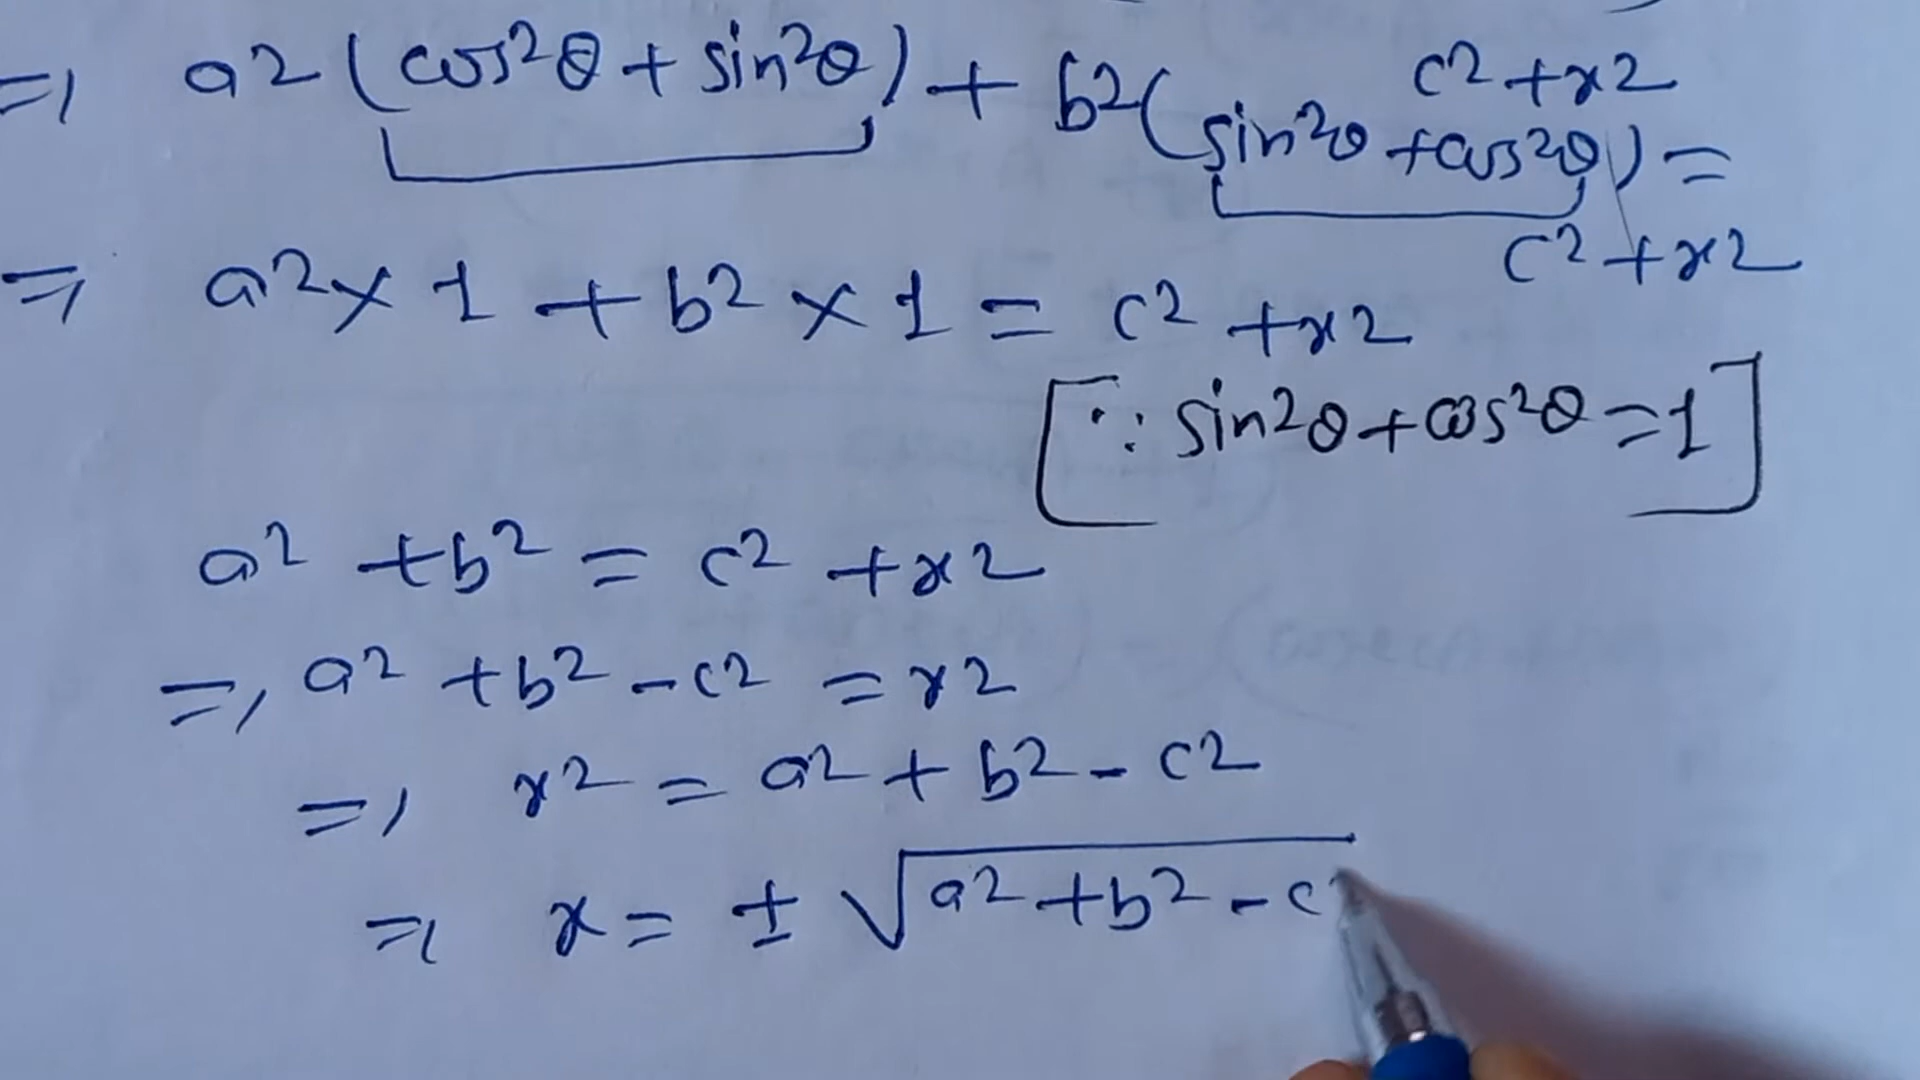 ⇒ a² (cos²θ + sin²θ) + b² (sin²θ + cos²θ) = c² + x²
c² + x²
⇒ a² × 1 + b² × 1 = c² + x²
[∵ sin²θ + cos²θ = 1]
a² + b² = c² + x²
⇒ a² + b² - c² = x²
⇒ x² = a² + b² - c²
⇒ x = ± √a² + b² - c²